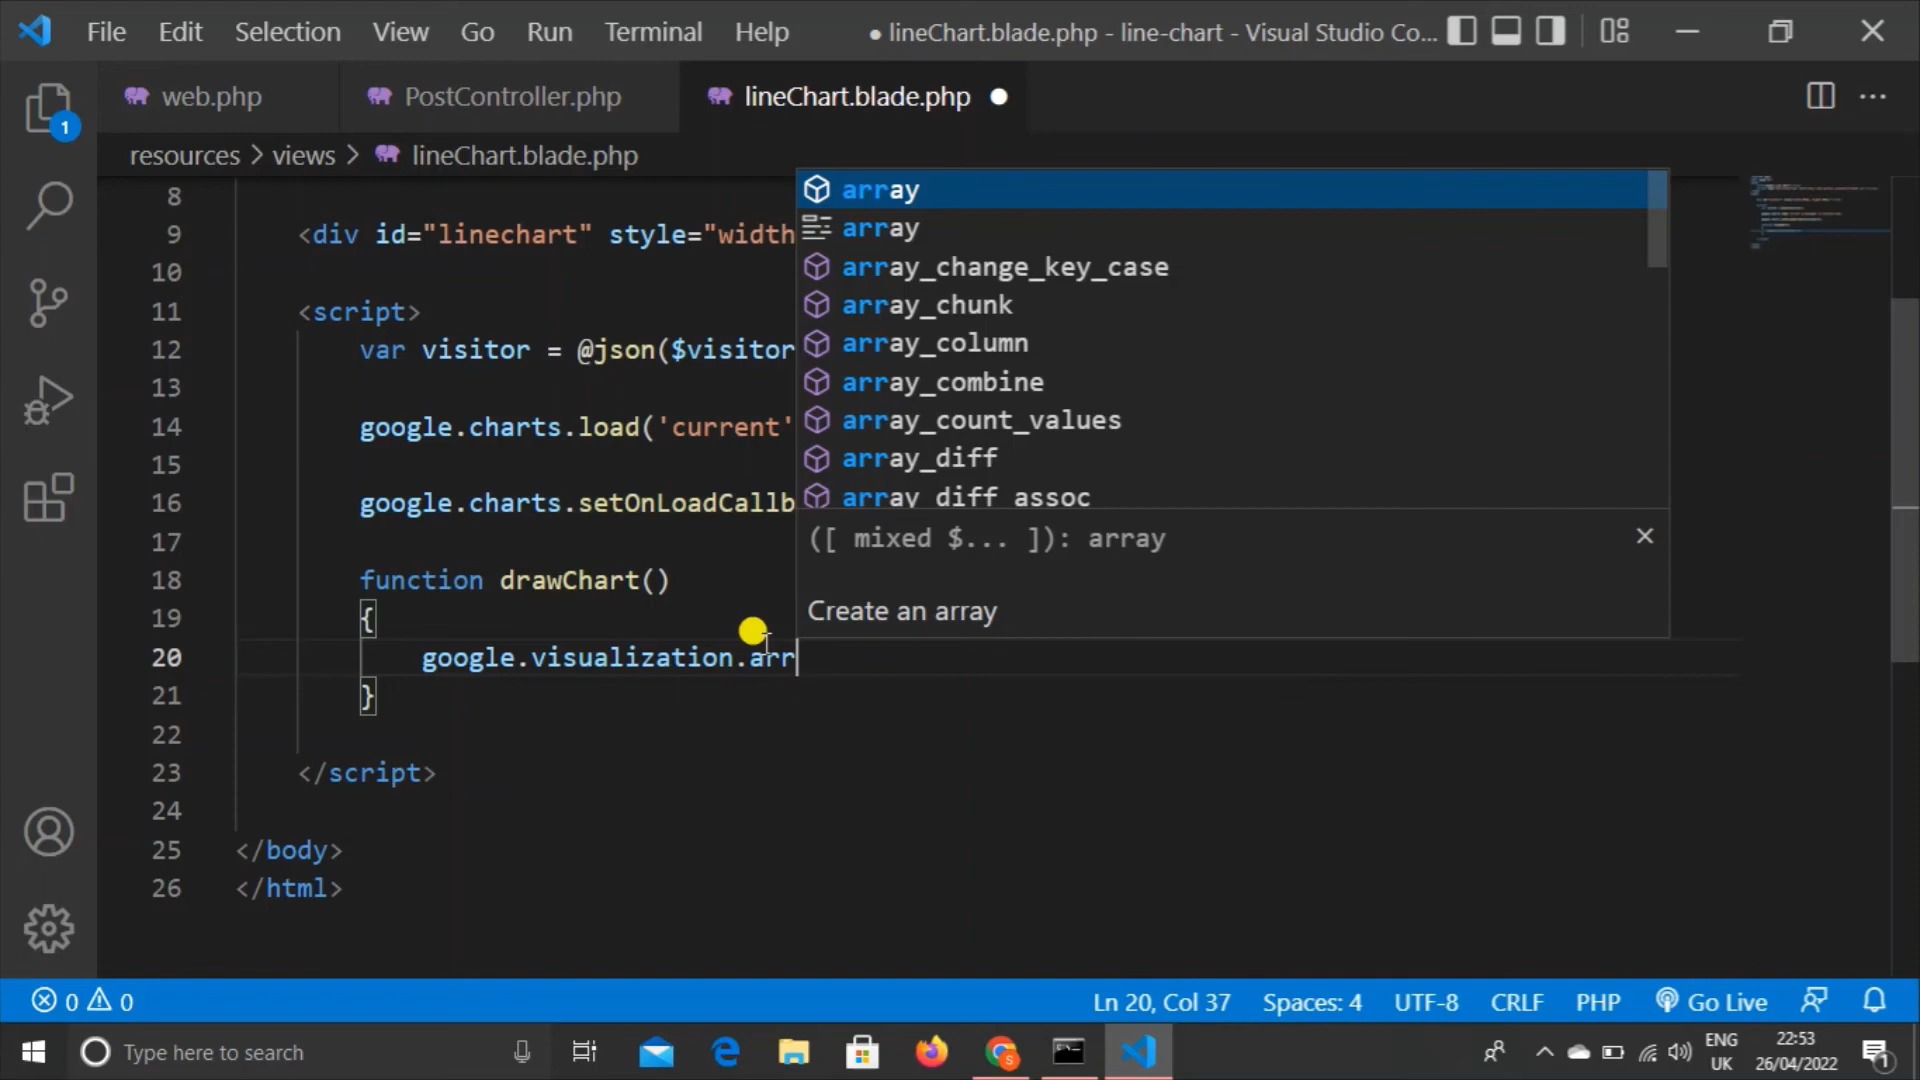 File Edit Selection View Go Run Terminal Help ● lineChart.blade.php - line-chart - Visual Studio Co...
web.php PostController.php lineChart.blade.php ●
1
resources > views > lineChart.blade.php
8
9 <div id="linechart" style="width
10
11 <script>
12 var visitor = @json($visitor
13
14 google.charts.load('current'
15
16 google.charts.setOnLoadCallb
17
18 function drawChart()
19 {
20 google.visualization.arr
21 }
22
23 </script>
24
25 </body>
26 </html>
array
array
array_change_key_case
array_chunk
array_column
array_combine
array_count_values
array_diff
array_diff_assoc
([ mixed $... ]): array
Create an array
0 0 Ln 20, Col 37 Spaces: 4 UTF-8 CRLF PHP Go Live
Type here to search
ENG
UK
22:53
26/04/2022
1